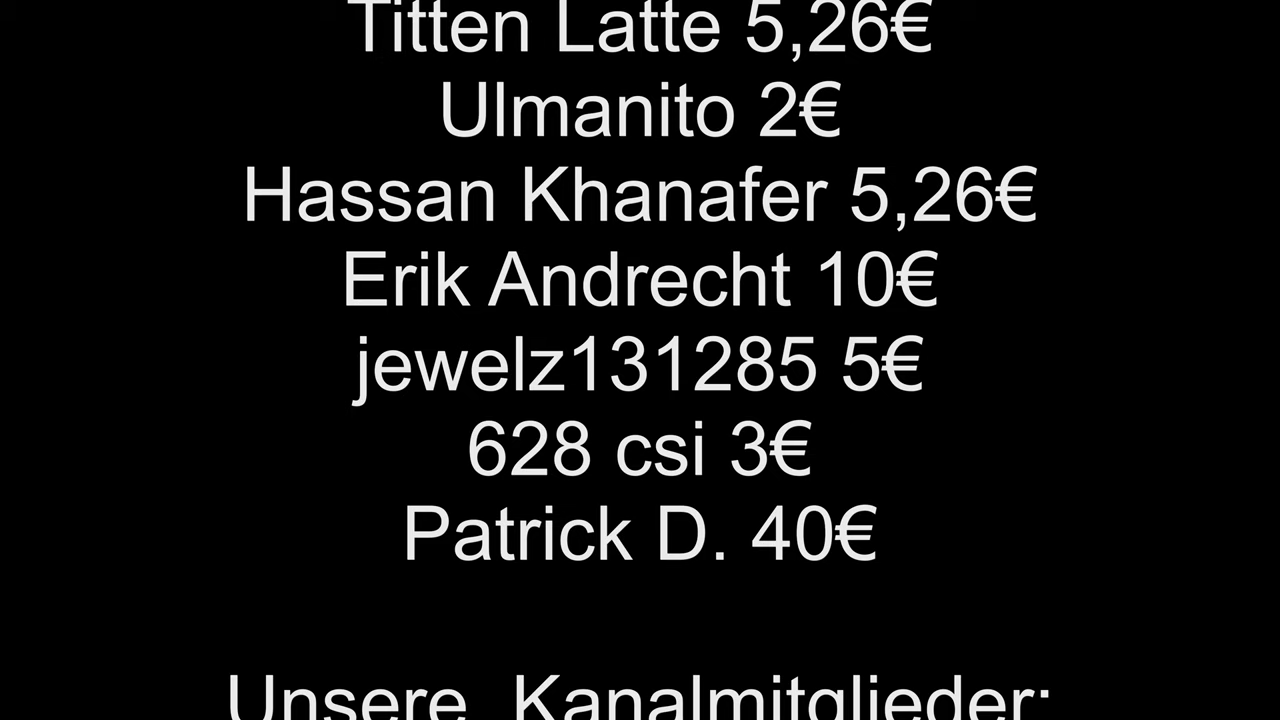 Titten Latte 5,26€
Ulmanito 2€
Hassan Khanafer 5,26€
Erik Andrecht 10€
jewelz131285 5€
628 csi 3€
Patrick D. 40€
Unsere Kanalmitglieder: